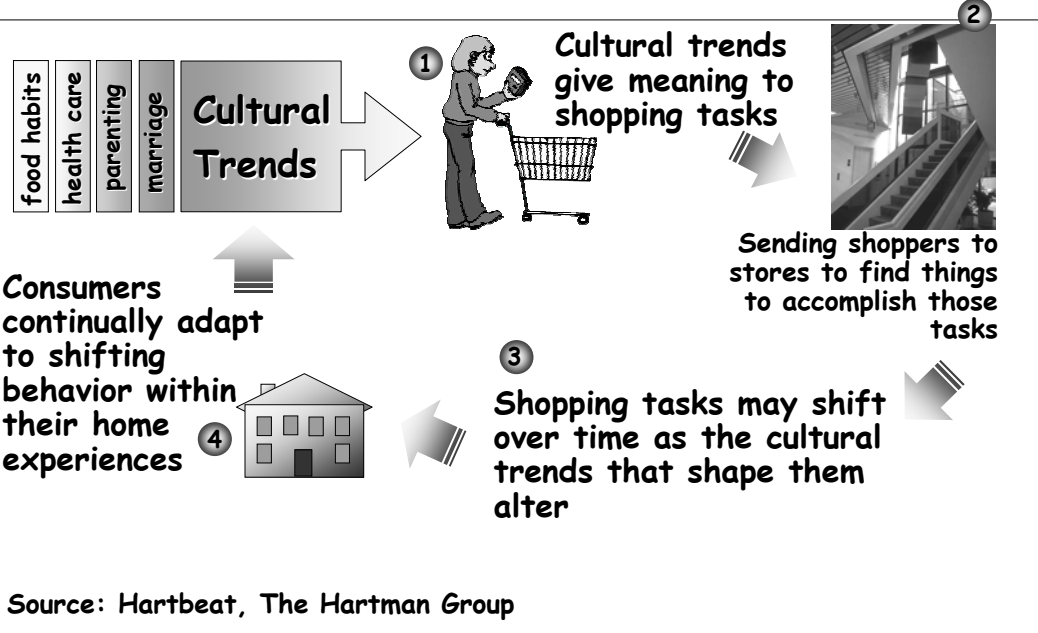 food habits
health care
parenting
marriage
Cultural
Trends
1
Cultural trends
give meaning to
shopping tasks
2
Sending shoppers to
stores to find things
to accomplish those
tasks
3
Shopping tasks may shift
over time as the cultural
trends that shape them
alter
4
Consumers
continually adapt
to shifting
behavior within
their home
experiences
Source: Hartbeat, The Hartman Group